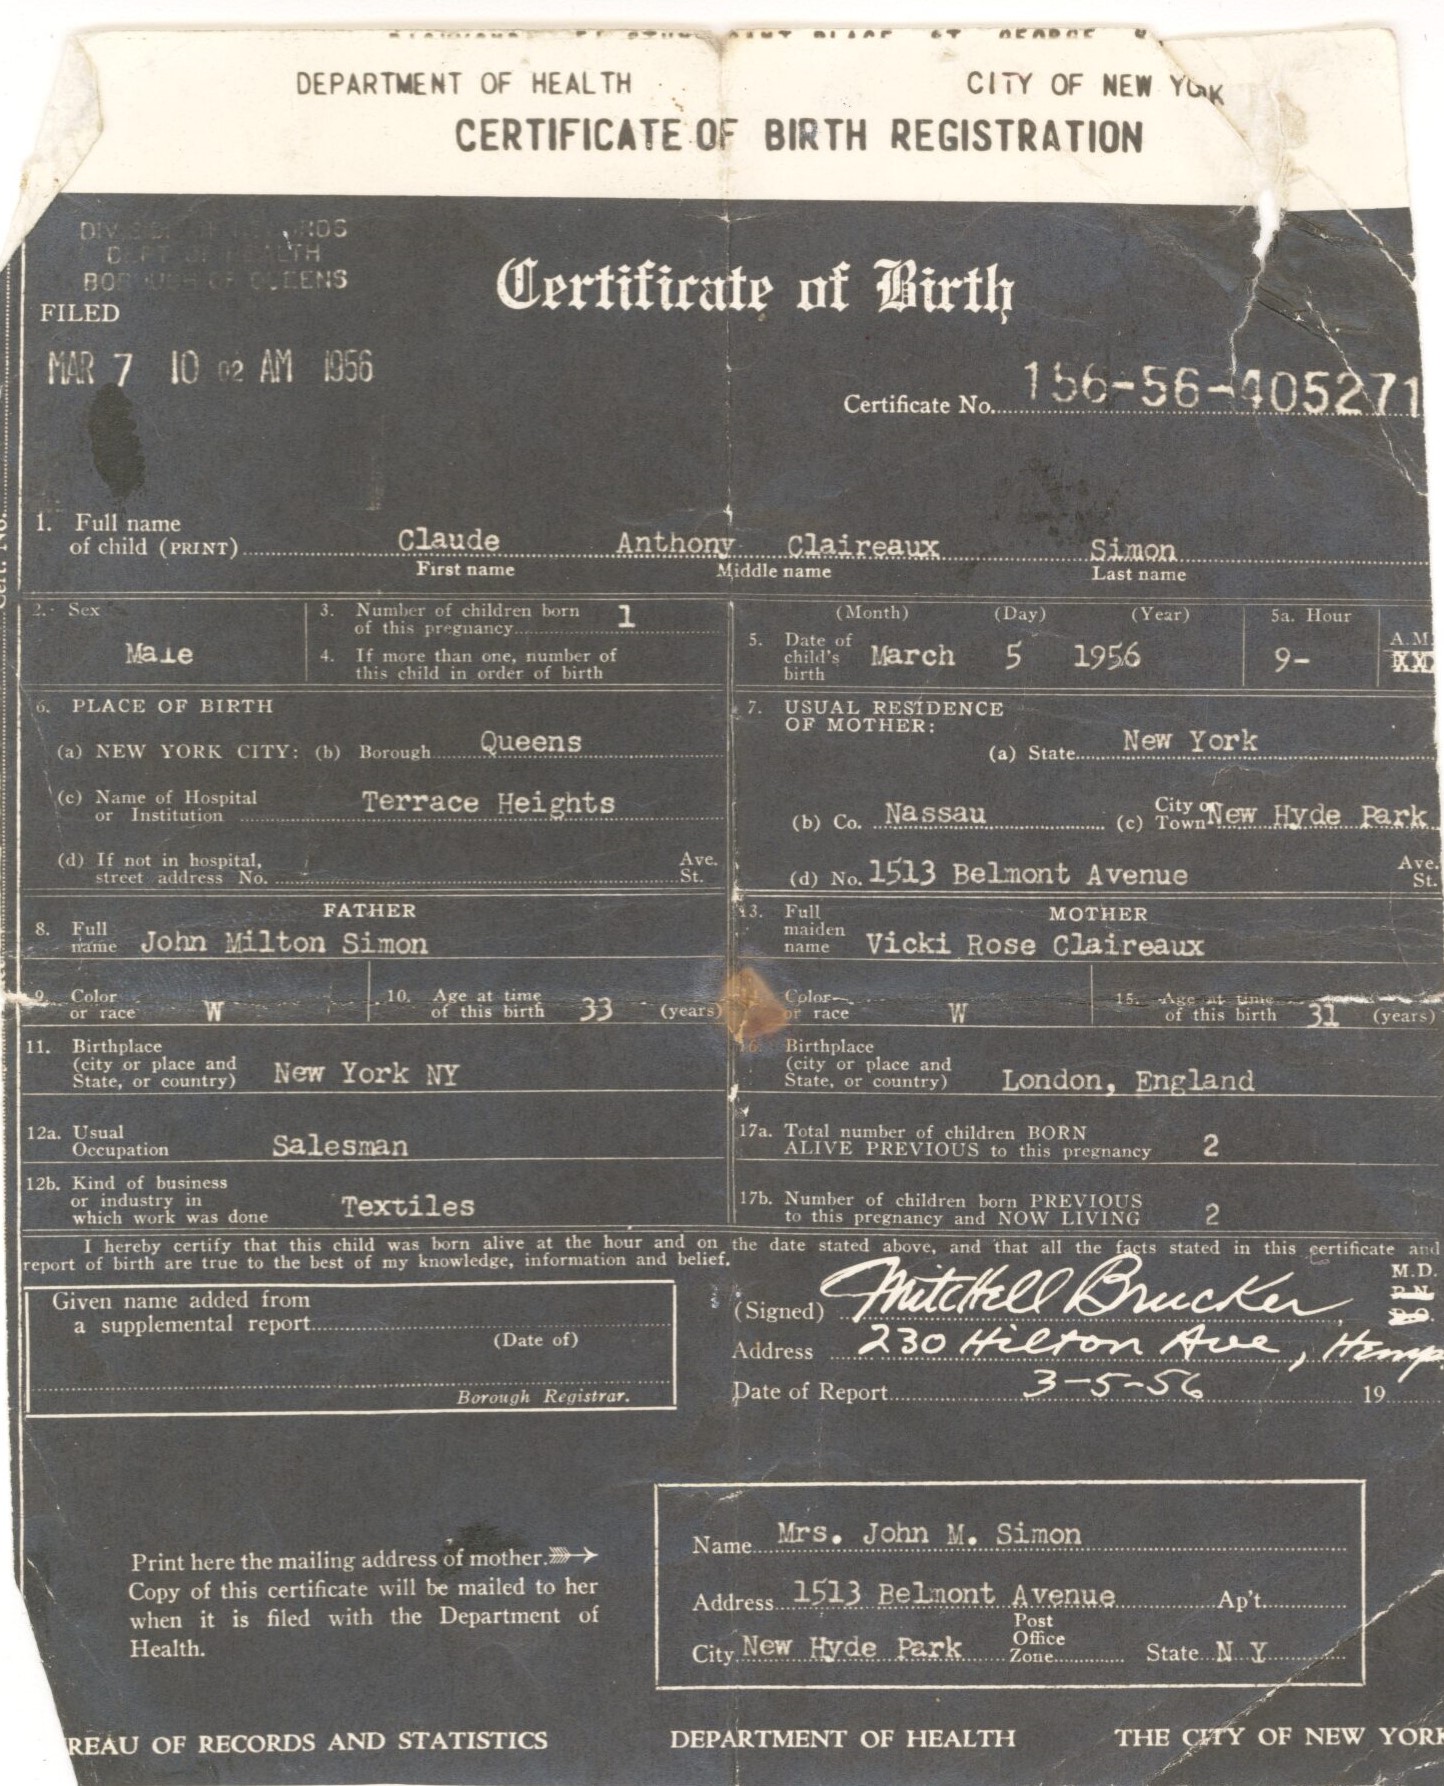 DEPARTMENT OF HEALTH CITY OF NEW YORK
CERTIFICATE OF BIRTH REGISTRATION
DIVISION OF RECORDS
DEPT OF HEALTH
BOROUGH OF QUEENS
FILED
MAR 7 10 02 AM 1956
Certificate of Birth
Certificate No. 156-56-405271
1. Full name
of child (PRINT) Claude Anthony Claireaux Simon
First name Middle name Last name
2. Sex
Male
3. Number of children born
of this pregnancy 1
4. If more than one, number of
this child in order of birth
(Month) (Day) (Year)
5. Date of
child's
birth March 5 1956
5a. Hour
9-
A.M.
6. PLACE OF BIRTH
(a) NEW YORK CITY: (b) Borough Queens
(c) Name of Hospital
or Institution Terrace Heights
(d) If not in hospital, Ave.
street address No. St.
7. USUAL RESIDENCE
OF MOTHER:
(a) State New York
(b) Co. Nassau (c) City or
Town New Hyde Park
(d) No. 1513 Belmont Avenue Ave.
St.
FATHER
8. Full
name John Milton Simon
9. Color
or race W
10. Age at time
of this birth 33 (years)
11. Birthplace
(city or place and
State, or country) New York NY
12a. Usual
Occupation Salesman
12b. Kind of business
or industry in
which work was done Textiles
MOTHER
13. Full
maiden
name Vicki Rose Claireaux
Color
or race W
15. Age at time
of this birth 31 (years)
16. Birthplace
(city or place and
State, or country) London, England
17a. Total number of children BORN
ALIVE PREVIOUS to this pregnancy 2
17b. Number of children born PREVIOUS
to this pregnancy and NOW LIVING 2
I hereby certify that this child was born alive at the hour and on the date stated above, and that all the facts stated in this certificate and
report of birth are true to the best of my knowledge, information and belief.
Given name added from
a supplemental report
(Date of)
Borough Registrar.
(Signed) Mitchell Brucker M.D.
R.N.
D.O.
Address 230 Hilton Ave, Hemp
Date of Report 3-5-56 19
Print here the mailing address of mother.
Copy of this certificate will be mailed to her
when it is filed with the Department of
Health.
Name Mrs. John M. Simon
Address 1513 Belmont Avenue Ap't.
City New Hyde Park Post
Office
Zone State N Y
REAU OF RECORDS AND STATISTICS DEPARTMENT OF HEALTH THE CITY OF NEW YORK